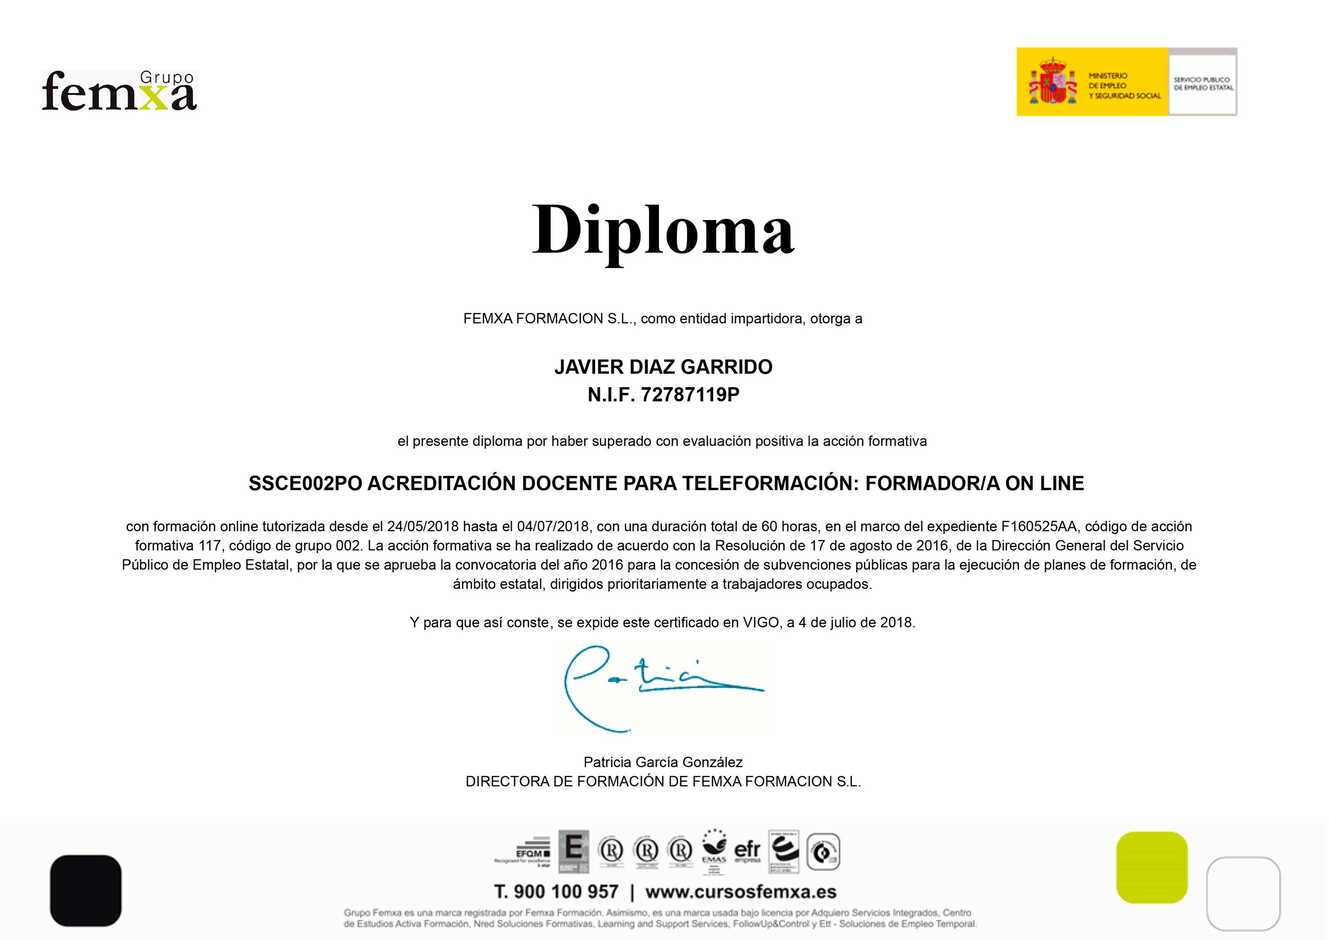 Grupo
femxa
MINISTERIO
DE EMPLEO
Y SEGURIDAD SOCIAL
SERVICIO PÚBLICO
DE EMPLEO ESTATAL
Diploma
FEMXA FORMACION S.L., como entidad impartidora, otorga a
JAVIER DIAZ GARRIDO
N.I.F. 72787119P
el presente diploma por haber superado con evaluación positiva la acción formativa
SSCE002PO ACREDITACIÓN DOCENTE PARA TELEFORMACIÓN: FORMADOR/A ON LINE
con formación online tutorizada desde el 24/05/2018 hasta el 04/07/2018, con una duración total de 60 horas, en el marco del expediente F160525AA, código de acción
formativa 117, código de grupo 002. La acción formativa se ha realizado de acuerdo con la Resolución de 17 de agosto de 2016, de la Dirección General del Servicio
Público de Empleo Estatal, por la que se aprueba la convocatoria del año 2016 para la concesión de subvenciones públicas para la ejecución de planes de formación, de
ámbito estatal, dirigidos prioritariamente a trabajadores ocupados.
Y para que así conste, se expide este certificado en VIGO, a 4 de julio de 2018.
Patricia
Patricia García González
DIRECTORA DE FORMACIÓN DE FEMXA FORMACION S.L.
EFQM
Recognised for excellence
E
R
R
R
EMAS
efr
empresa
T. 900 100 957 | www.cursosfemxa.es
Grupo Femxa es una marca registrada por Femxa Formación. Asimismo, es una marca usada bajo licencia por Adquiero Servicios Integrados, Centro
de Estudios Activa Formación, Nred Soluciones Formativas, Learning and Support Services, FollowUp&Control y Ett - Soluciones de Empleo Temporal.